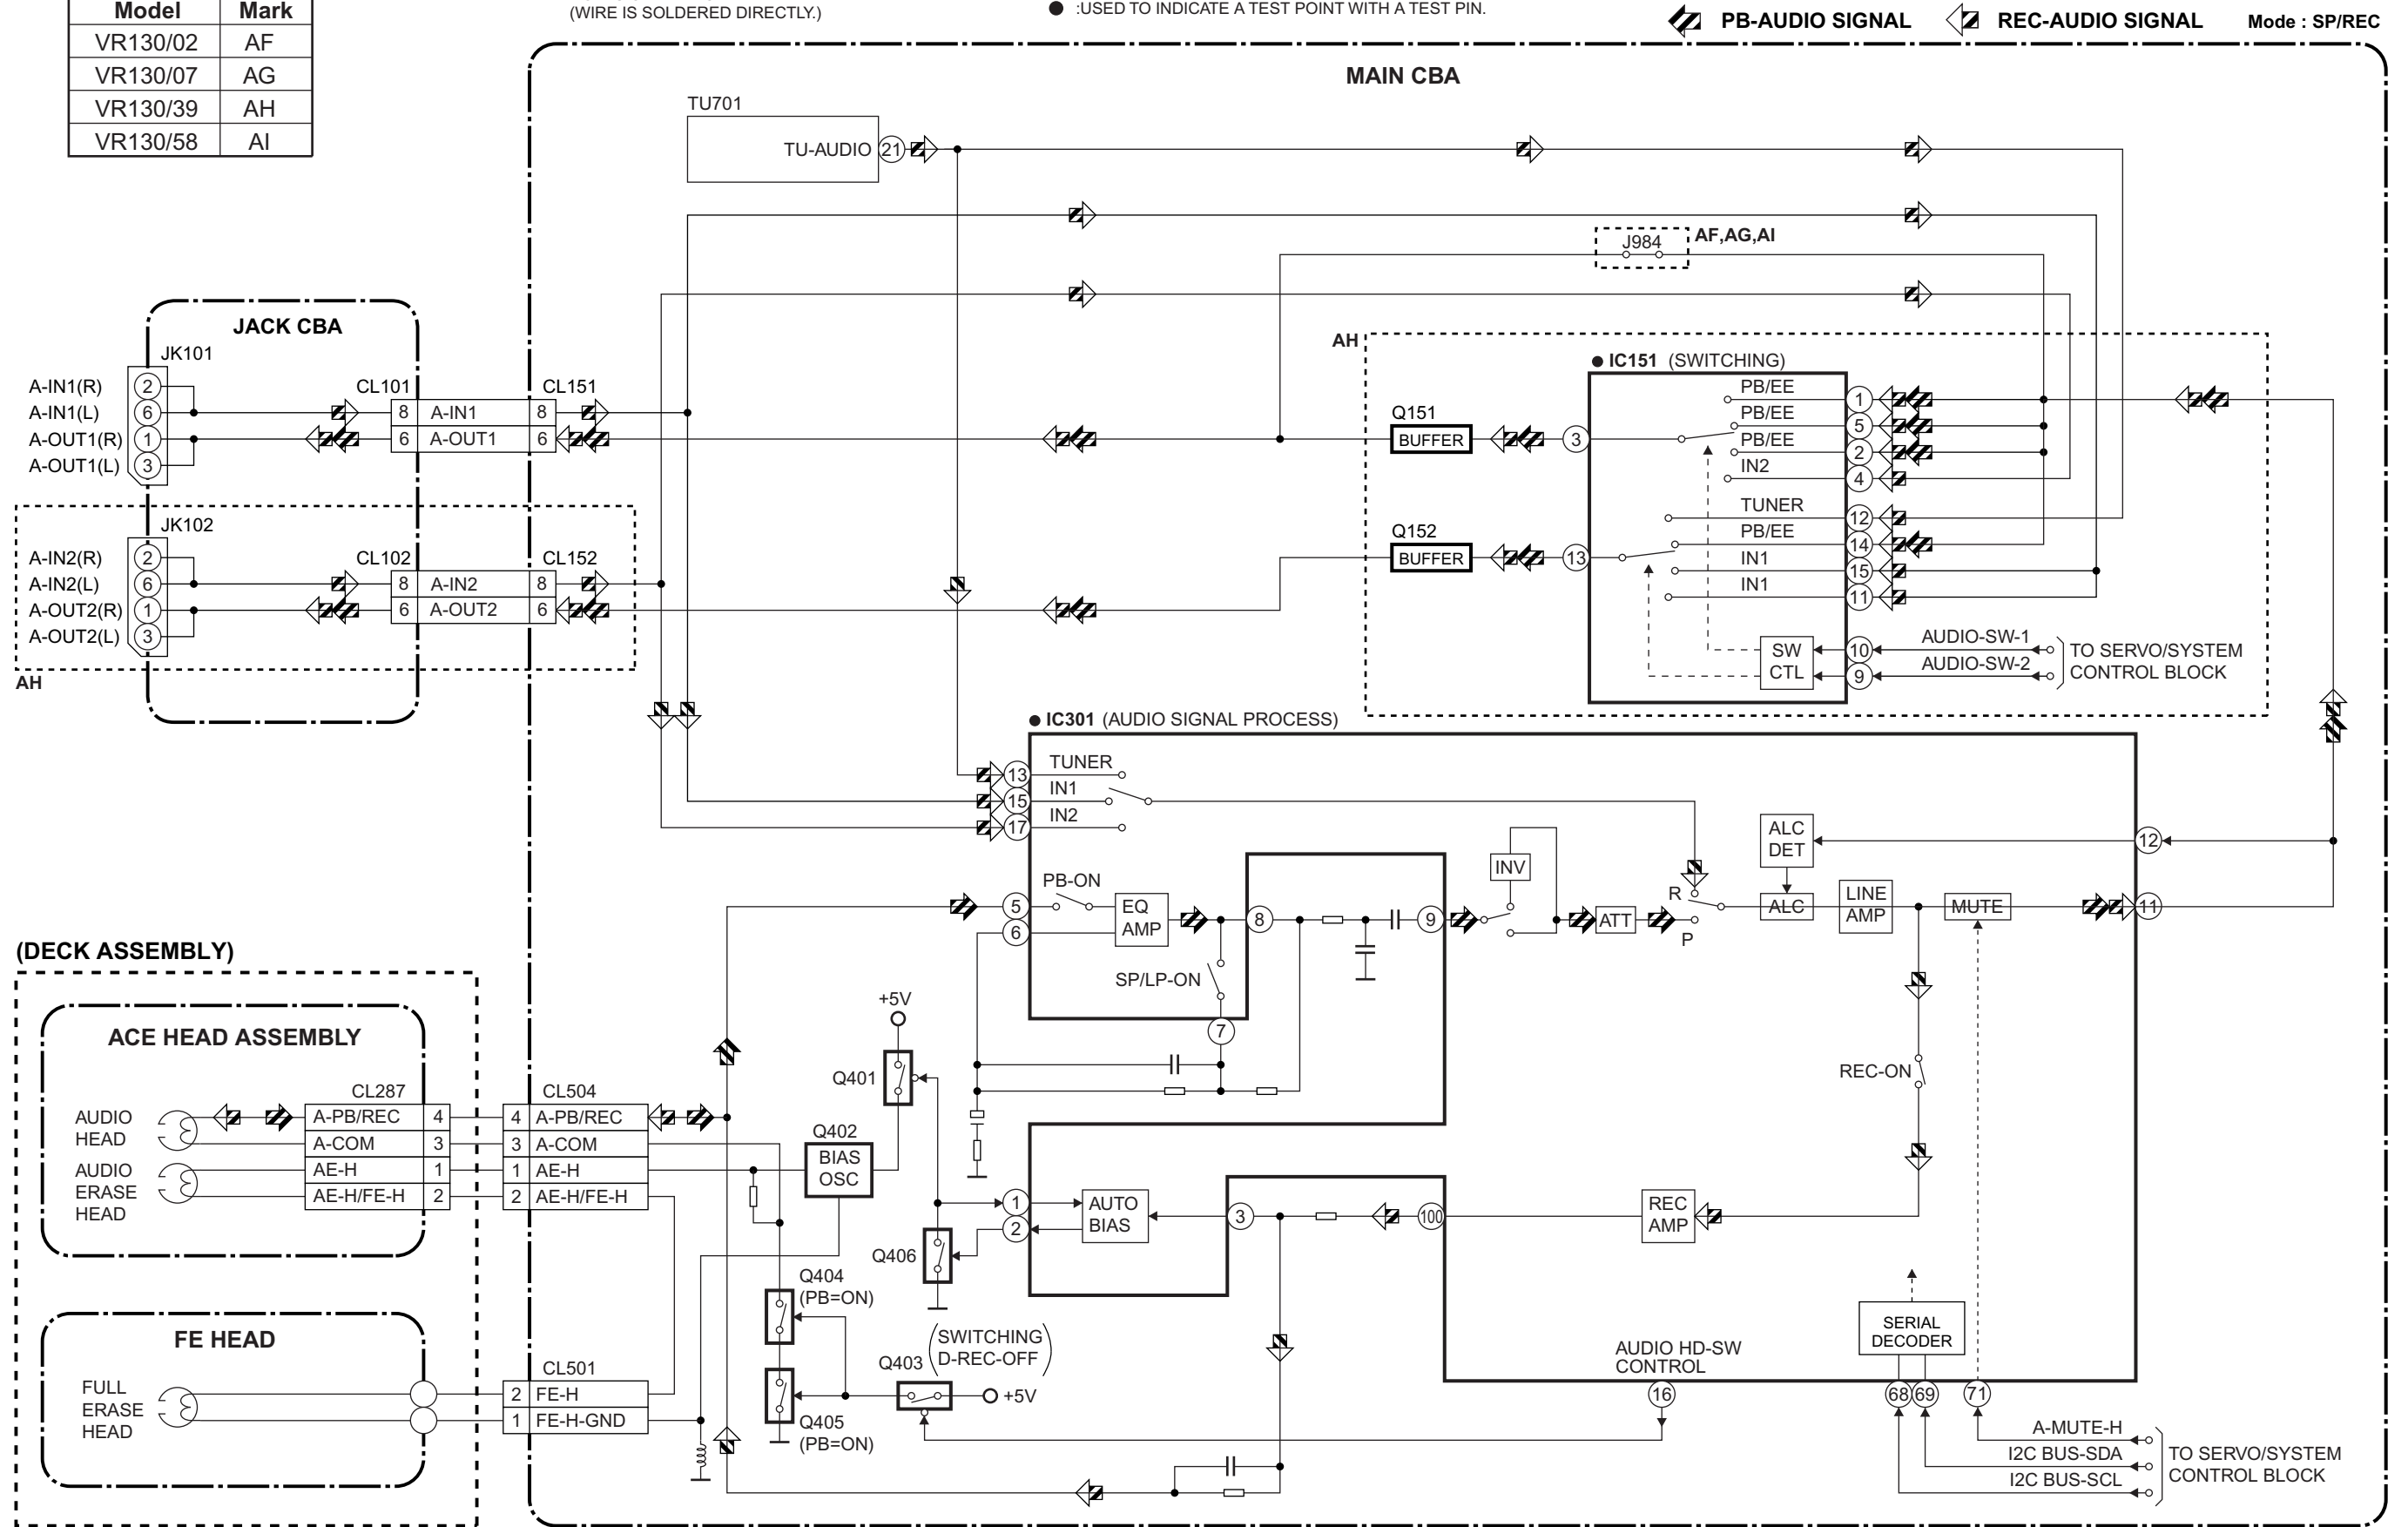 Model Mark
VR130/02 AF
VR130/07 AG
VR130/39 AH
VR130/58 AI
(WIRE IS SOLDERED DIRECTLY.)
● :USED TO INDICATE A TEST POINT WITH A TEST PIN.
PB-AUDIO SIGNAL
REC-AUDIO SIGNAL
Mode : SP/REC
MAIN CBA
TU701
TU-AUDIO 21
J984
AF,AG,AI
JACK CBA
JK101
A-IN1(R) 2
A-IN1(L) 6
A-OUT1(R) 1
A-OUT1(L) 3
CL101
8 A-IN1 8
6 A-OUT1 6
CL151
JK102
A-IN2(R) 2
A-IN2(L) 6
A-OUT2(R) 1
A-OUT2(L) 3
CL102
8 A-IN2 8
6 A-OUT2 6
CL152
AH
AH
● IC151 (SWITCHING)
Q151
BUFFER
3
Q152
BUFFER
13
PB/EE 1
PB/EE 5
PB/EE 2
IN2 4
TUNER 12
PB/EE 14
IN1 15
IN1 11
SW
CTL
10 AUDIO-SW-1
9 AUDIO-SW-2
TO SERVO/SYSTEM
CONTROL BLOCK
● IC301 (AUDIO SIGNAL PROCESS)
13 TUNER
15 IN1
17 IN2
5 PB-ON
6
EQ
AMP
SP/LP-ON
7
8
9
INV
ATT
R
P
ALC
DET
ALC
LINE
AMP
MUTE
12
11
REC-ON
(DECK ASSEMBLY)
ACE HEAD ASSEMBLY
CL287
AUDIO
HEAD
AUDIO
ERASE
HEAD
A-PB/REC 4
A-COM 3
AE-H 1
AE-H/FE-H 2
CL504
4 A-PB/REC
3 A-COM
1 AE-H
2 AE-H/FE-H
FE HEAD
FULL
ERASE
HEAD
CL501
2 FE-H
1 FE-H-GND
+5V
Q401
Q402
BIAS
OSC
Q406
Q404
(PB=ON)
Q405
(PB=ON)
Q403
(SWITCHING
D-REC-OFF)
+5V
1
2
AUTO
BIAS
3
100
REC
AMP
AUDIO HD-SW
CONTROL
16
SERIAL
DECODER
68 69 71
A-MUTE-H
I2C BUS-SDA
I2C BUS-SCL
TO SERVO/SYSTEM
CONTROL BLOCK